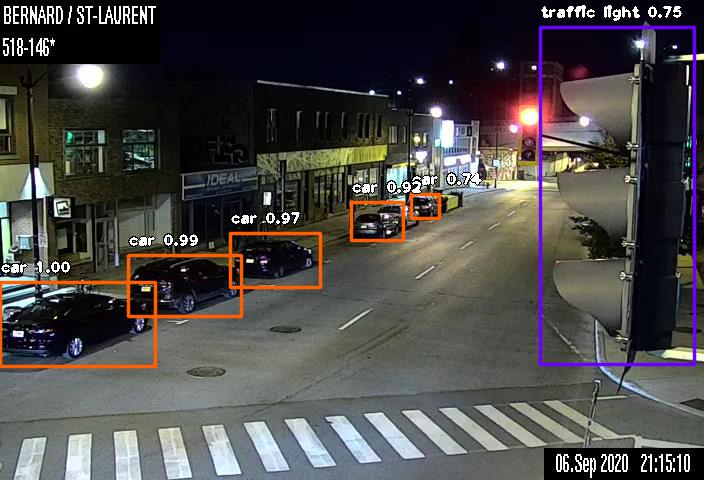 BERNARD / ST-LAURENT
518-146*
traffic light 0.75
car 0.92
car 0.74
IDEAL
car 0.97
car 0.99
car 1.00
06.Sep 2020 21:15:10